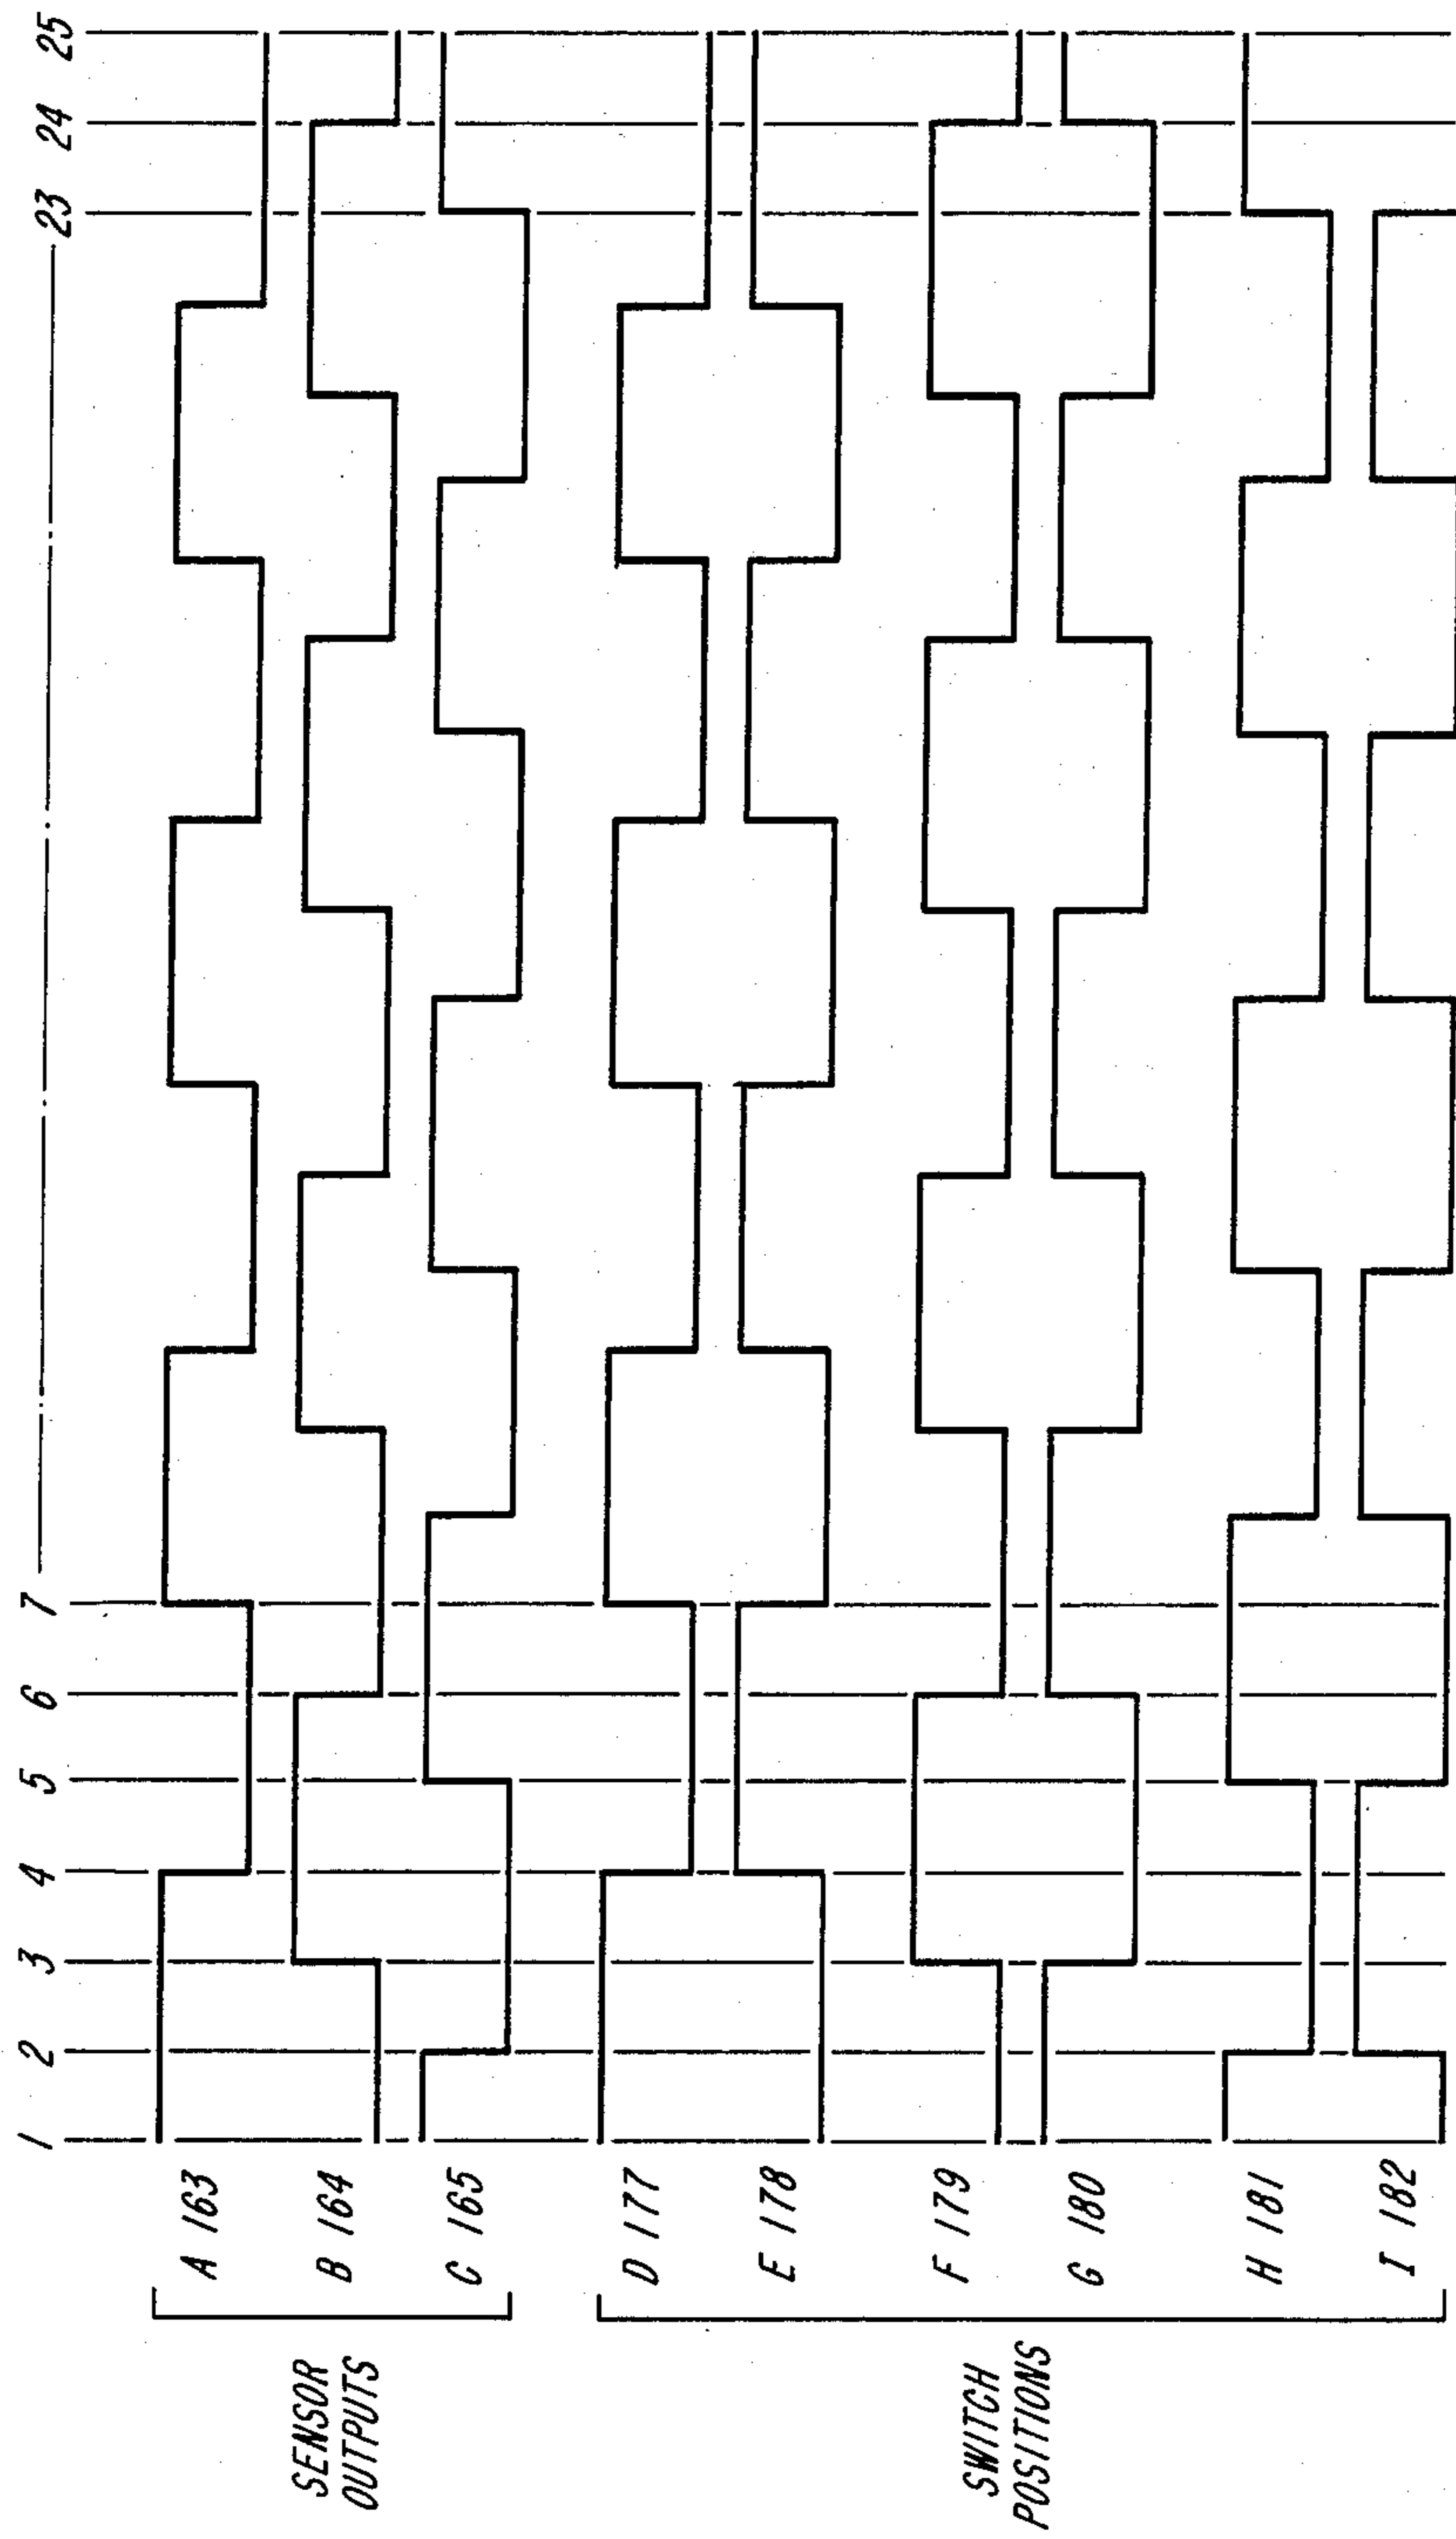 1 2 3 4 5 6 7 23 24 25
SENSOR
OUTPUTS
A 163
B 164
C 165
SWITCH
POSITIONS
D 177
E 178
F 179
G 180
H 181
I 182